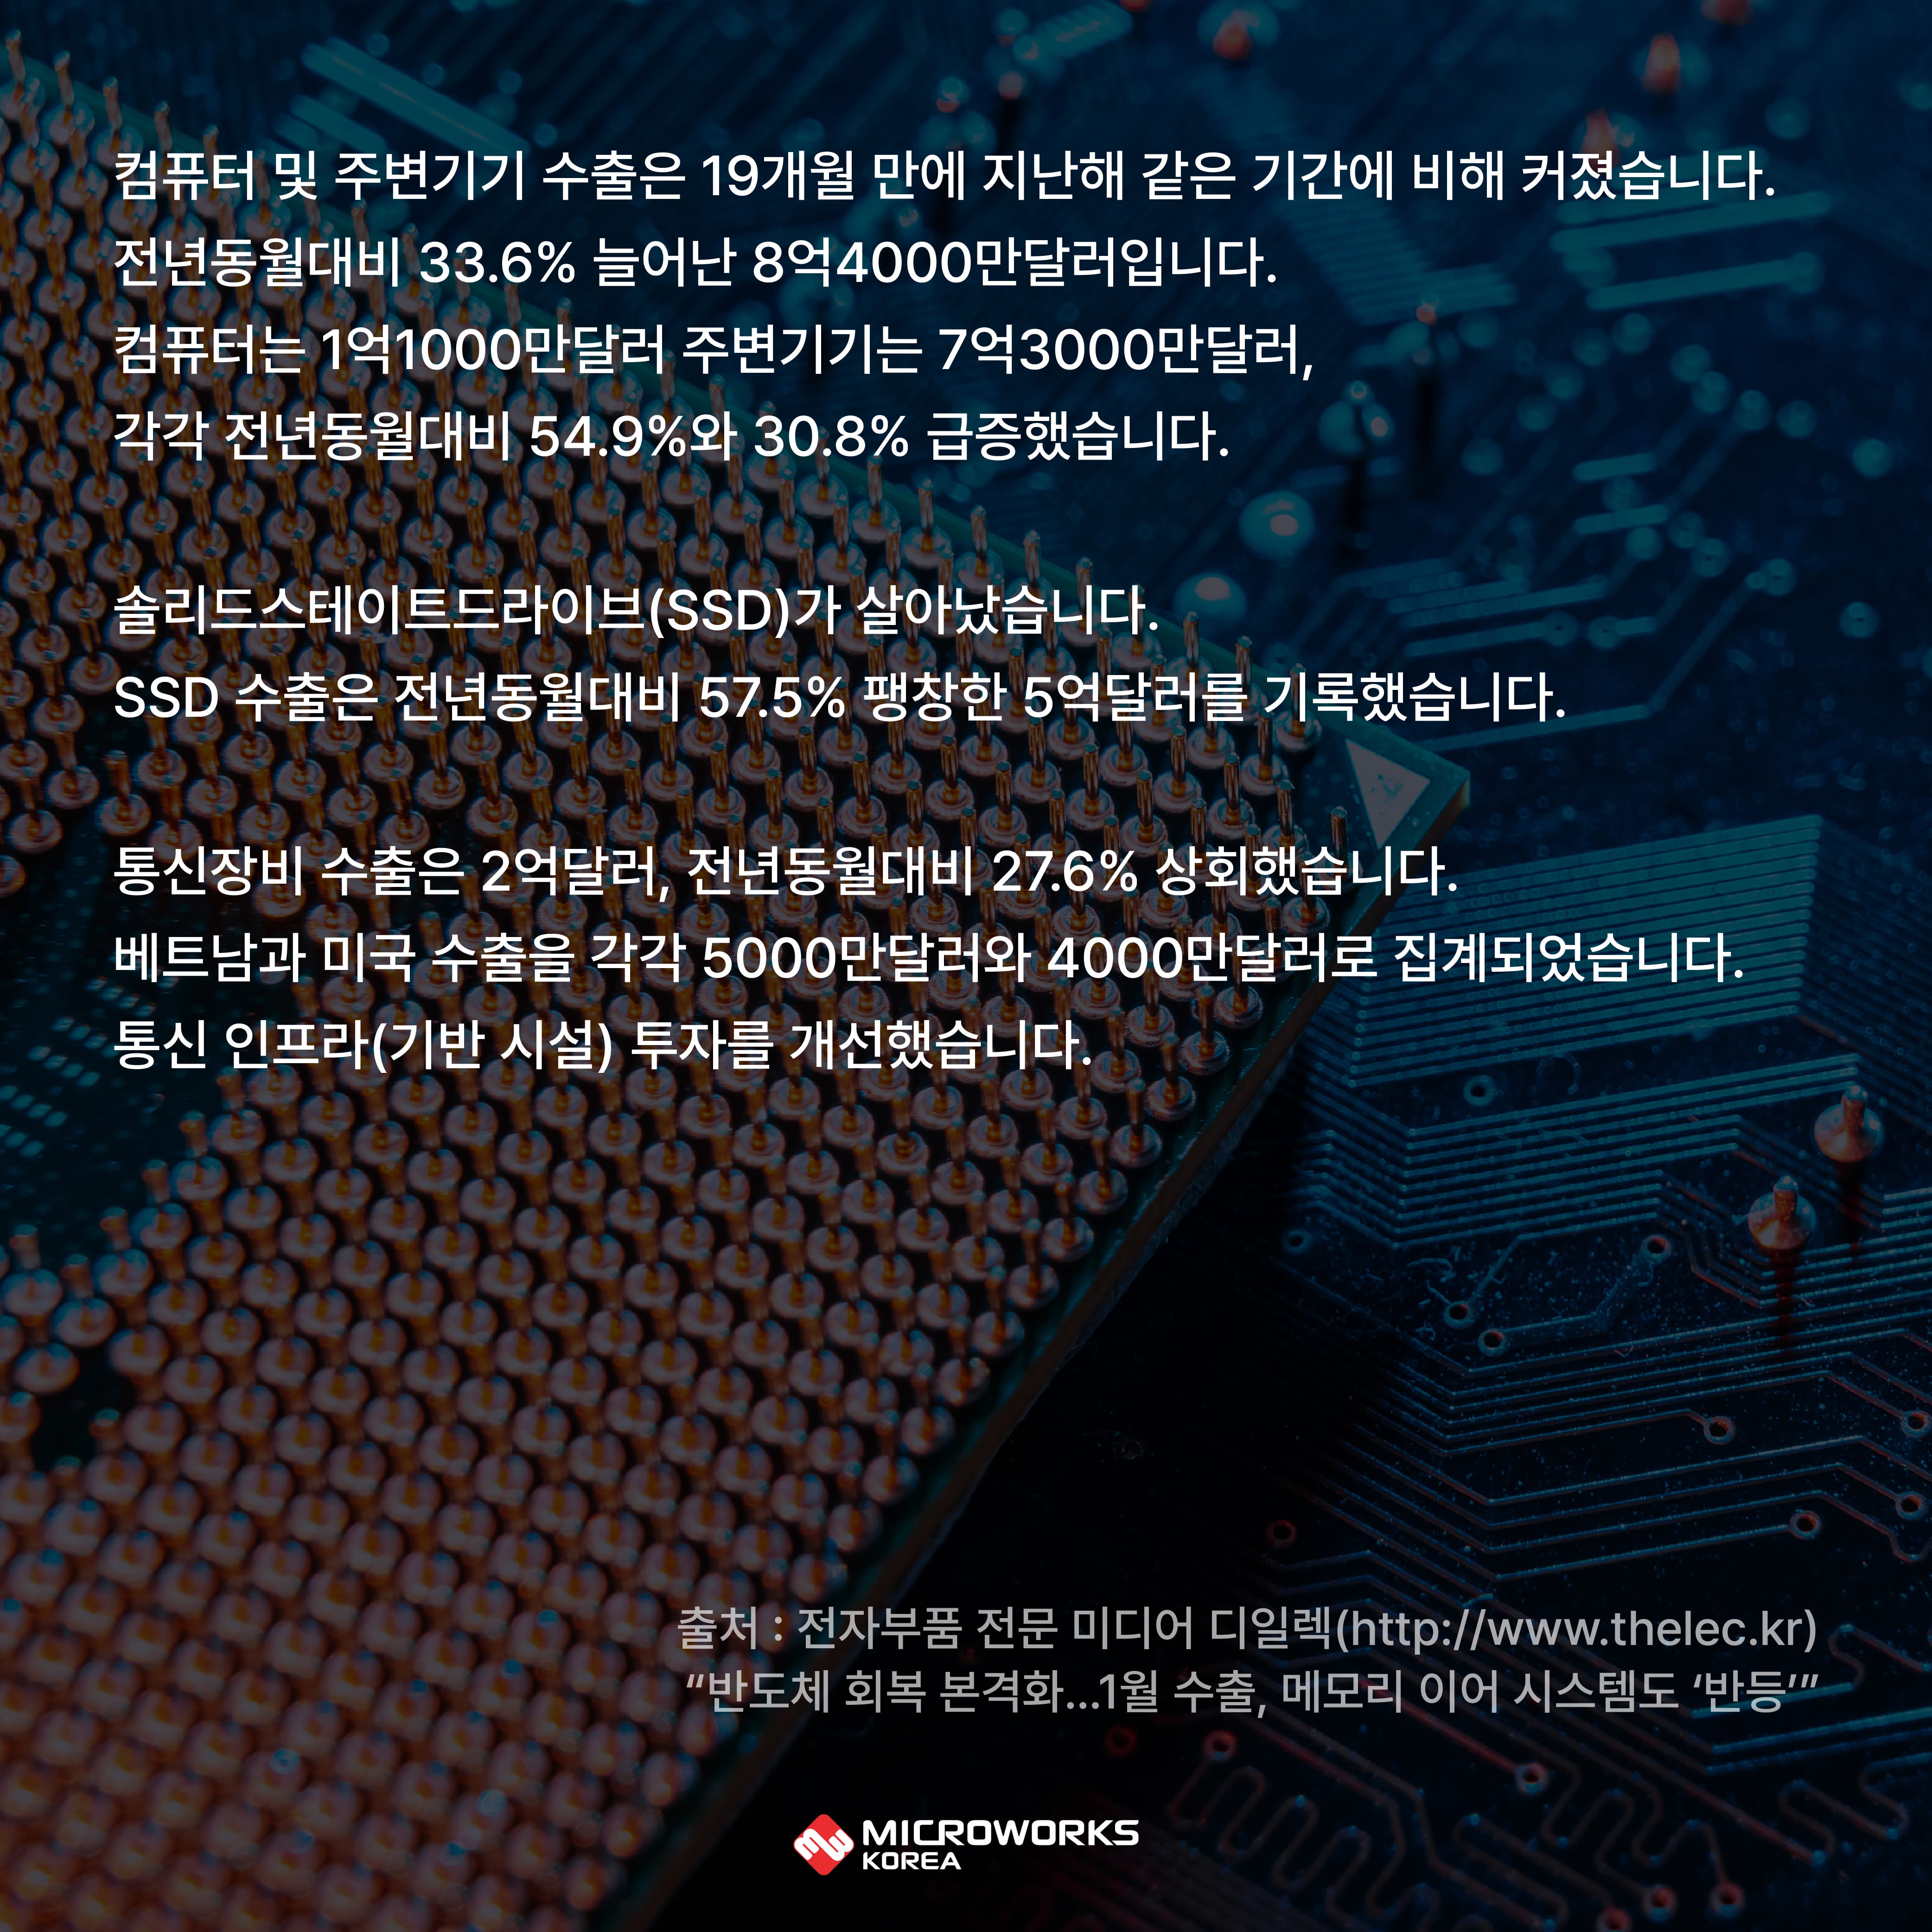 컴퓨터 및 주변기기 수출은 19개월 만에 지난해 같은 기간에 비해 커졌습니다.
전년동월대비 33.6% 늘어난 8억4000만달러입니다.
컴퓨터는 1억1000만달러 주변기기는 7억3000만달러,
각각 전년동월대비 54.9%와 30.8% 급증했습니다.
솔리드스테이트드라이브(SSD)가 살아났습니다.
SSD 수출은 전년동월대비 57.5% 팽창한 5억달러를 기록했습니다.
통신장비 수출은 2억달러, 전년동월대비 27.6% 상회했습니다.
베트남과 미국 수출을 각각 5000만달러와 4000만달러로 집계되었습니다.
통신 인프라(기반 시설) 투자를 개선했습니다.
출처 : 전자부품 전문 미디어 디일렉(http://www.thelec.kr)
“반도체 회복 본격화...1월 수출, 메모리 이어 시스템도 ‘반등’”
MICROWORKS
KOREA